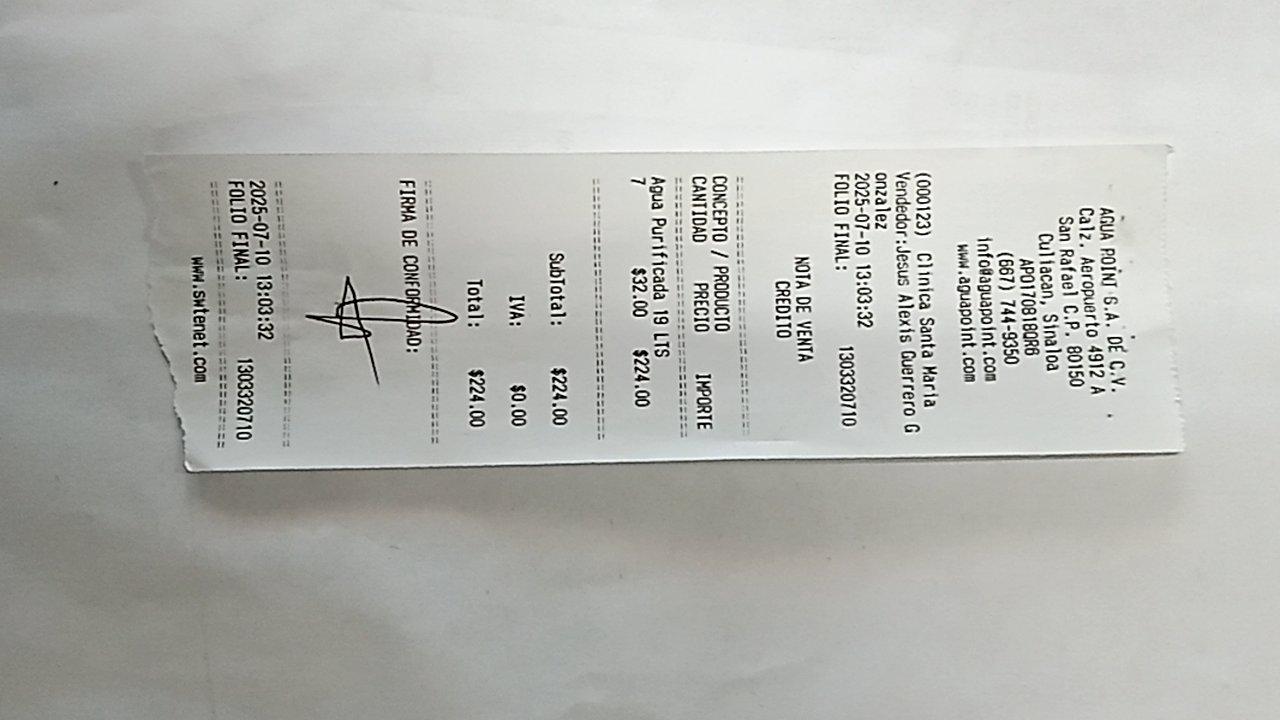 AGUA POINT S.A. DE C.V.
Calz. Aeropuerto 4912 A
San Rafael C.P. 80150
Culiacan, Sinaloa
APO170818QR6
(667) 744-9350
info@aguapoint.com
www.aguapoint.com
(000123) Clinica Santa Maria
Vendedor:Jesus Alexis Guerrero G
onzalez
2025-07-10 13:03:32
FOLIO FINAL: 1303320710
NOTA DE VENTA
CREDITO
================================
CONCEPTO / PRODUCTO
CANTIDAD PRECIO IMPORTE
================================
Agua Purificada 19 LTS
7 $32.00 $224.00
================================
SubTotal: $224.00
IVA: $0.00
Total: $224.00
================================
FIRMA DE CONFORMIDAD:
================================
2025-07-10 13:03:32
FOLIO FINAL: 1303320710
================================
www.smtenet.com